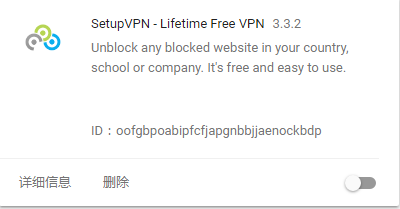 SetupVPN - Lifetime Free VPN 3.3.2
Unblock any blocked website in your country,
school or company. It's free and easy to use.
ID：oofgbpoabipfcfjapgnbbjjaenockbdp
详细信息 删除